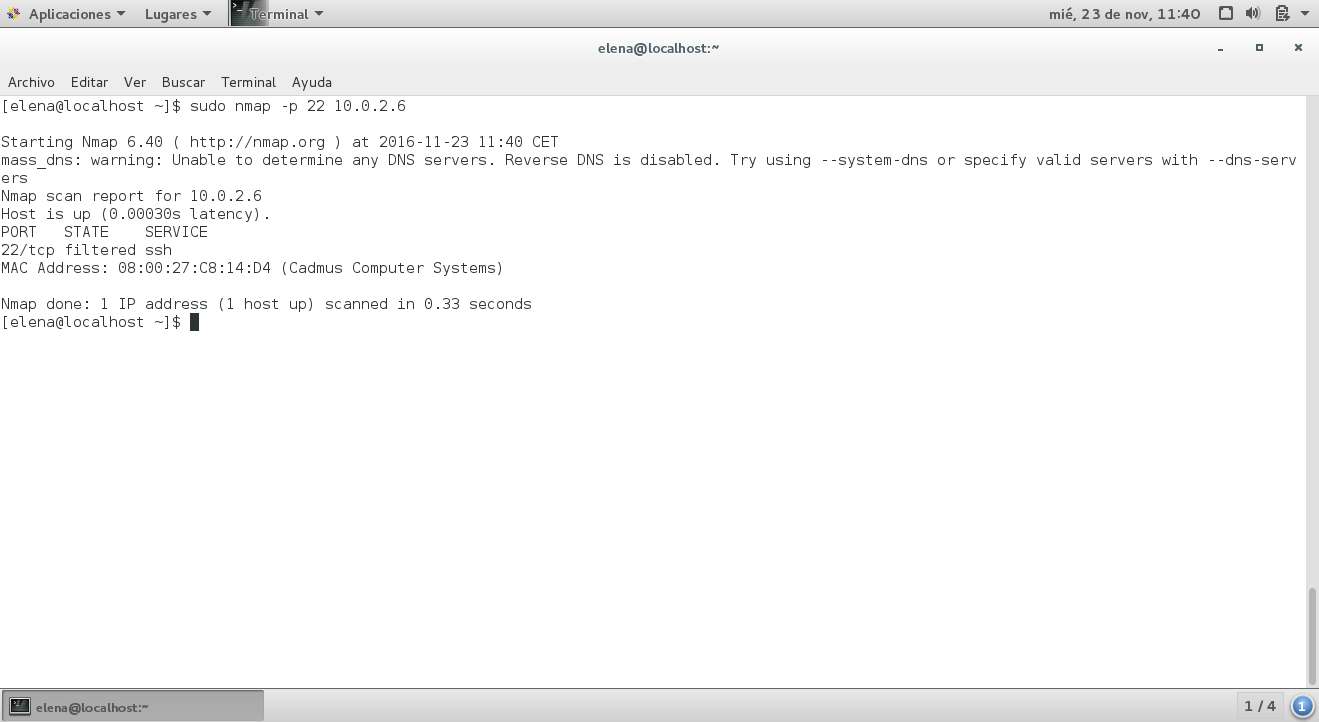 Aplicaciones Lugares Terminal mié, 23 de nov, 11:40
elena@localhost:~
Archivo Editar Ver Buscar Terminal Ayuda
[elena@localhost ~]$ sudo nmap -p 22 10.0.2.6
Starting Nmap 6.40 ( http://nmap.org ) at 2016-11-23 11:40 CET
mass_dns: warning: Unable to determine any DNS servers. Reverse DNS is disabled. Try using --system-dns or specify valid servers with --dns-serv
ers
Nmap scan report for 10.0.2.6
Host is up (0.00030s latency).
PORT   STATE    SERVICE
22/tcp filtered ssh
MAC Address: 08:00:27:C8:14:D4 (Cadmus Computer Systems)
Nmap done: 1 IP address (1 host up) scanned in 0.33 seconds
[elena@localhost ~]$
elena@localhost:~ 1 / 4 1